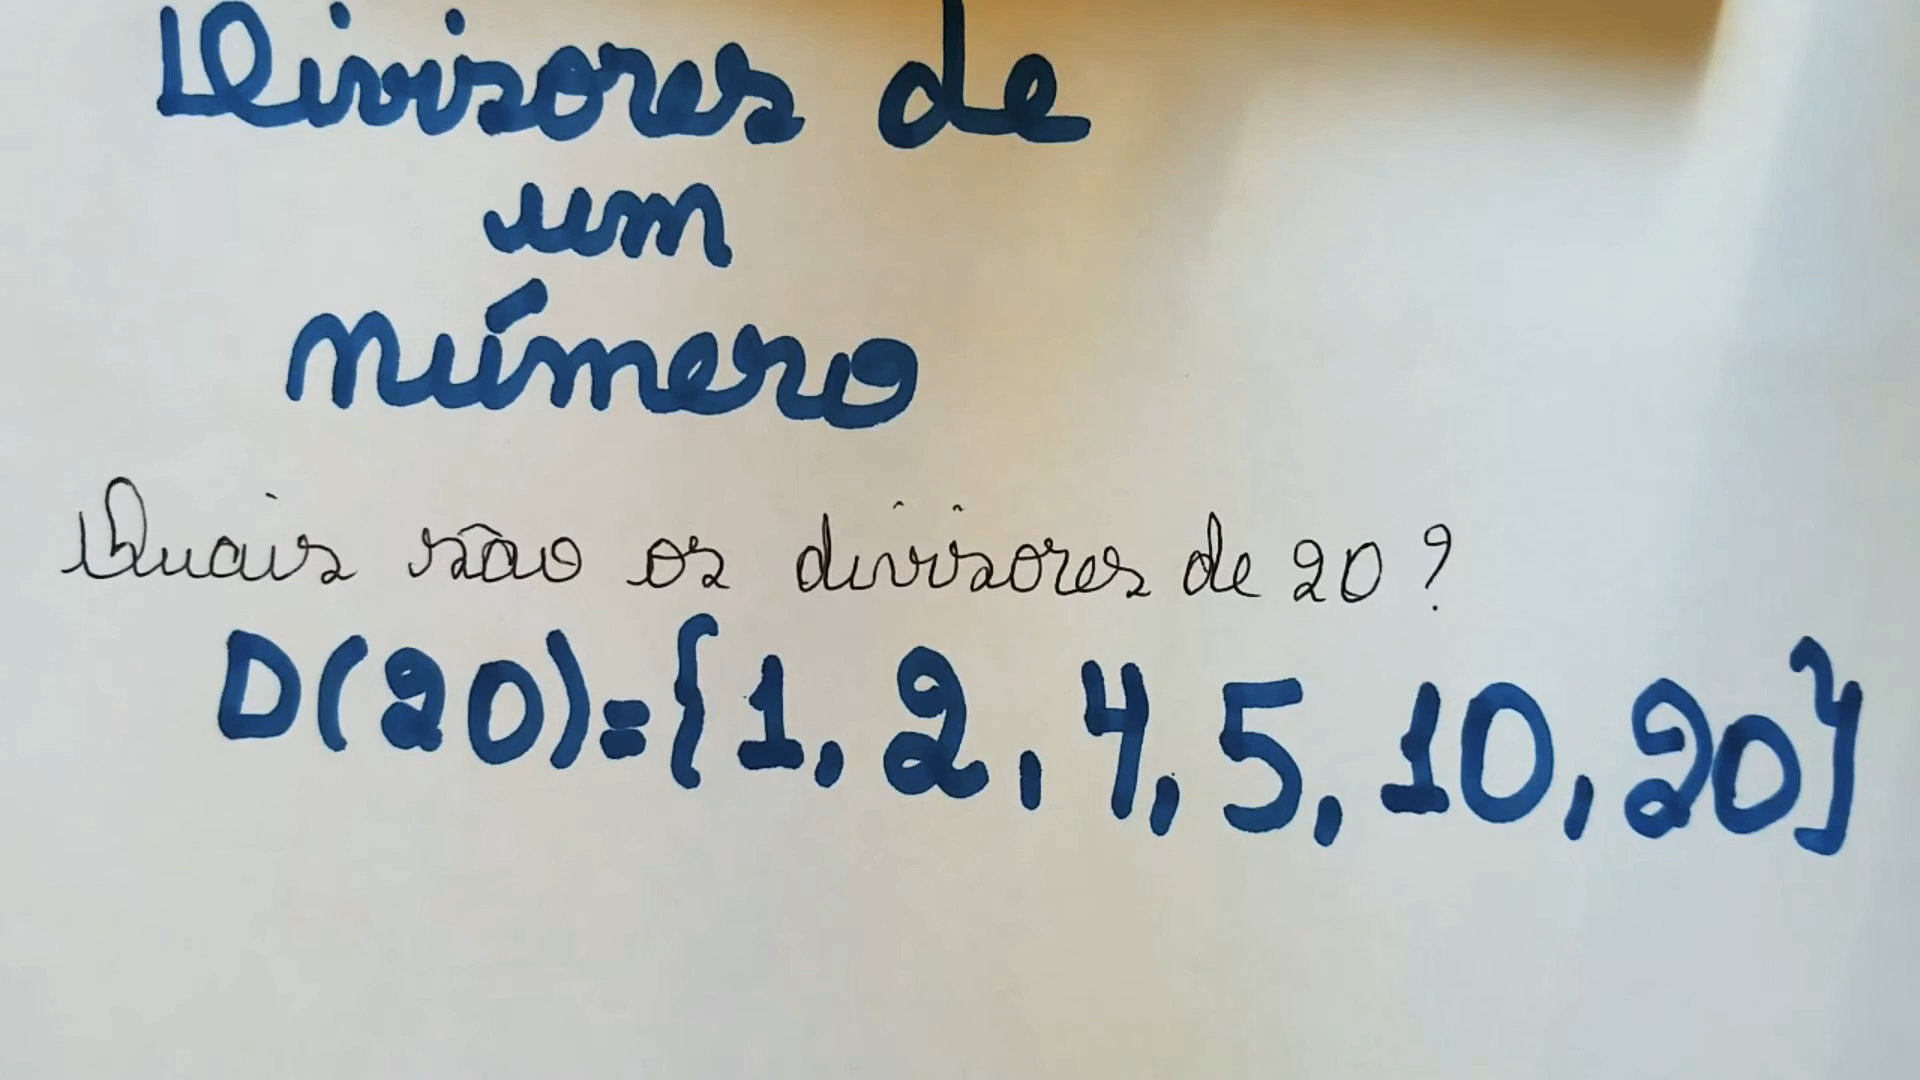 Divisores de
um
número
Quais são os divisores de 20?
D(20)={1, 2, 4, 5, 10, 20}